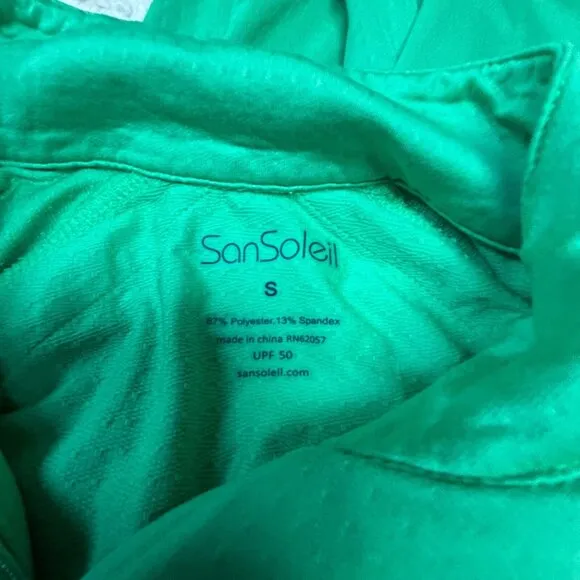 SanSoleil
S
87% Polyester,13% Spandex
made in china RN62057
UPF 50
sansoleil.com